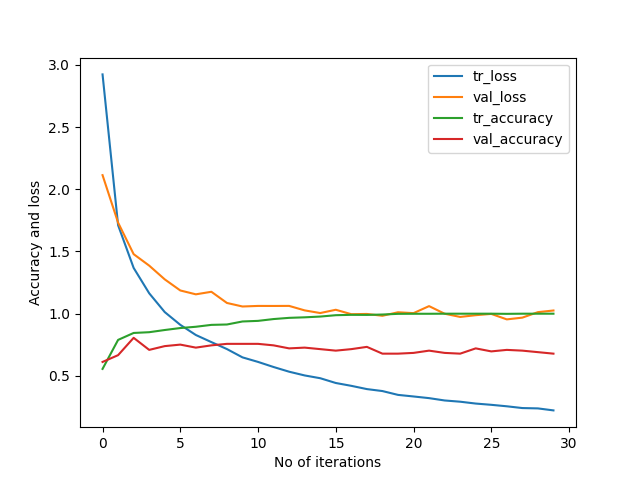 3.0
2.5
2.0
1.5
1.0
0.5
Accuracy and loss
tr_loss
val_loss
tr_accuracy
val_accuracy
0 5 10 15 20 25 30
No of iterations